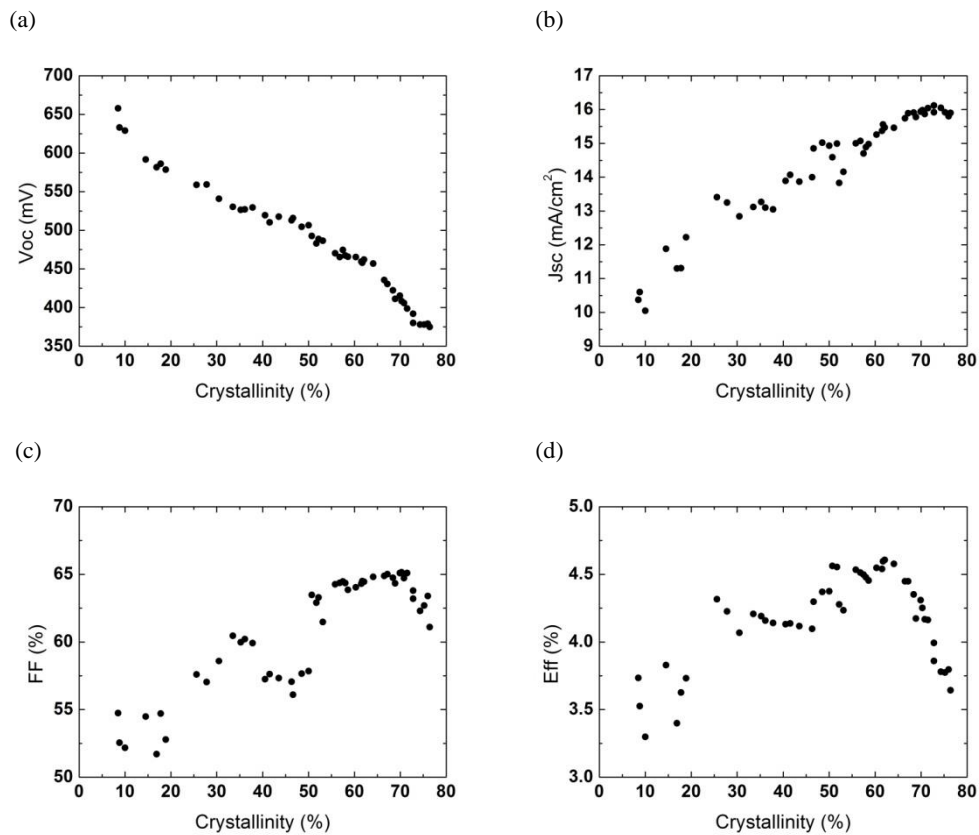 (a)
700
650
600
550
500
450
400
350
Voc (mV)
0 10 20 30 40 50 60 70 80
Crystallinity (%)
(b)
17
16
15
14
13
12
11
10
9
Jsc (mA/cm²)
0 10 20 30 40 50 60 70 80
Crystallinity (%)
(c)
70
65
60
55
50
FF (%)
0 10 20 30 40 50 60 70 80
Crystallinity (%)
(d)
5.0
4.5
4.0
3.5
3.0
Eff (%)
0 10 20 30 40 50 60 70 80
Crystallinity (%)